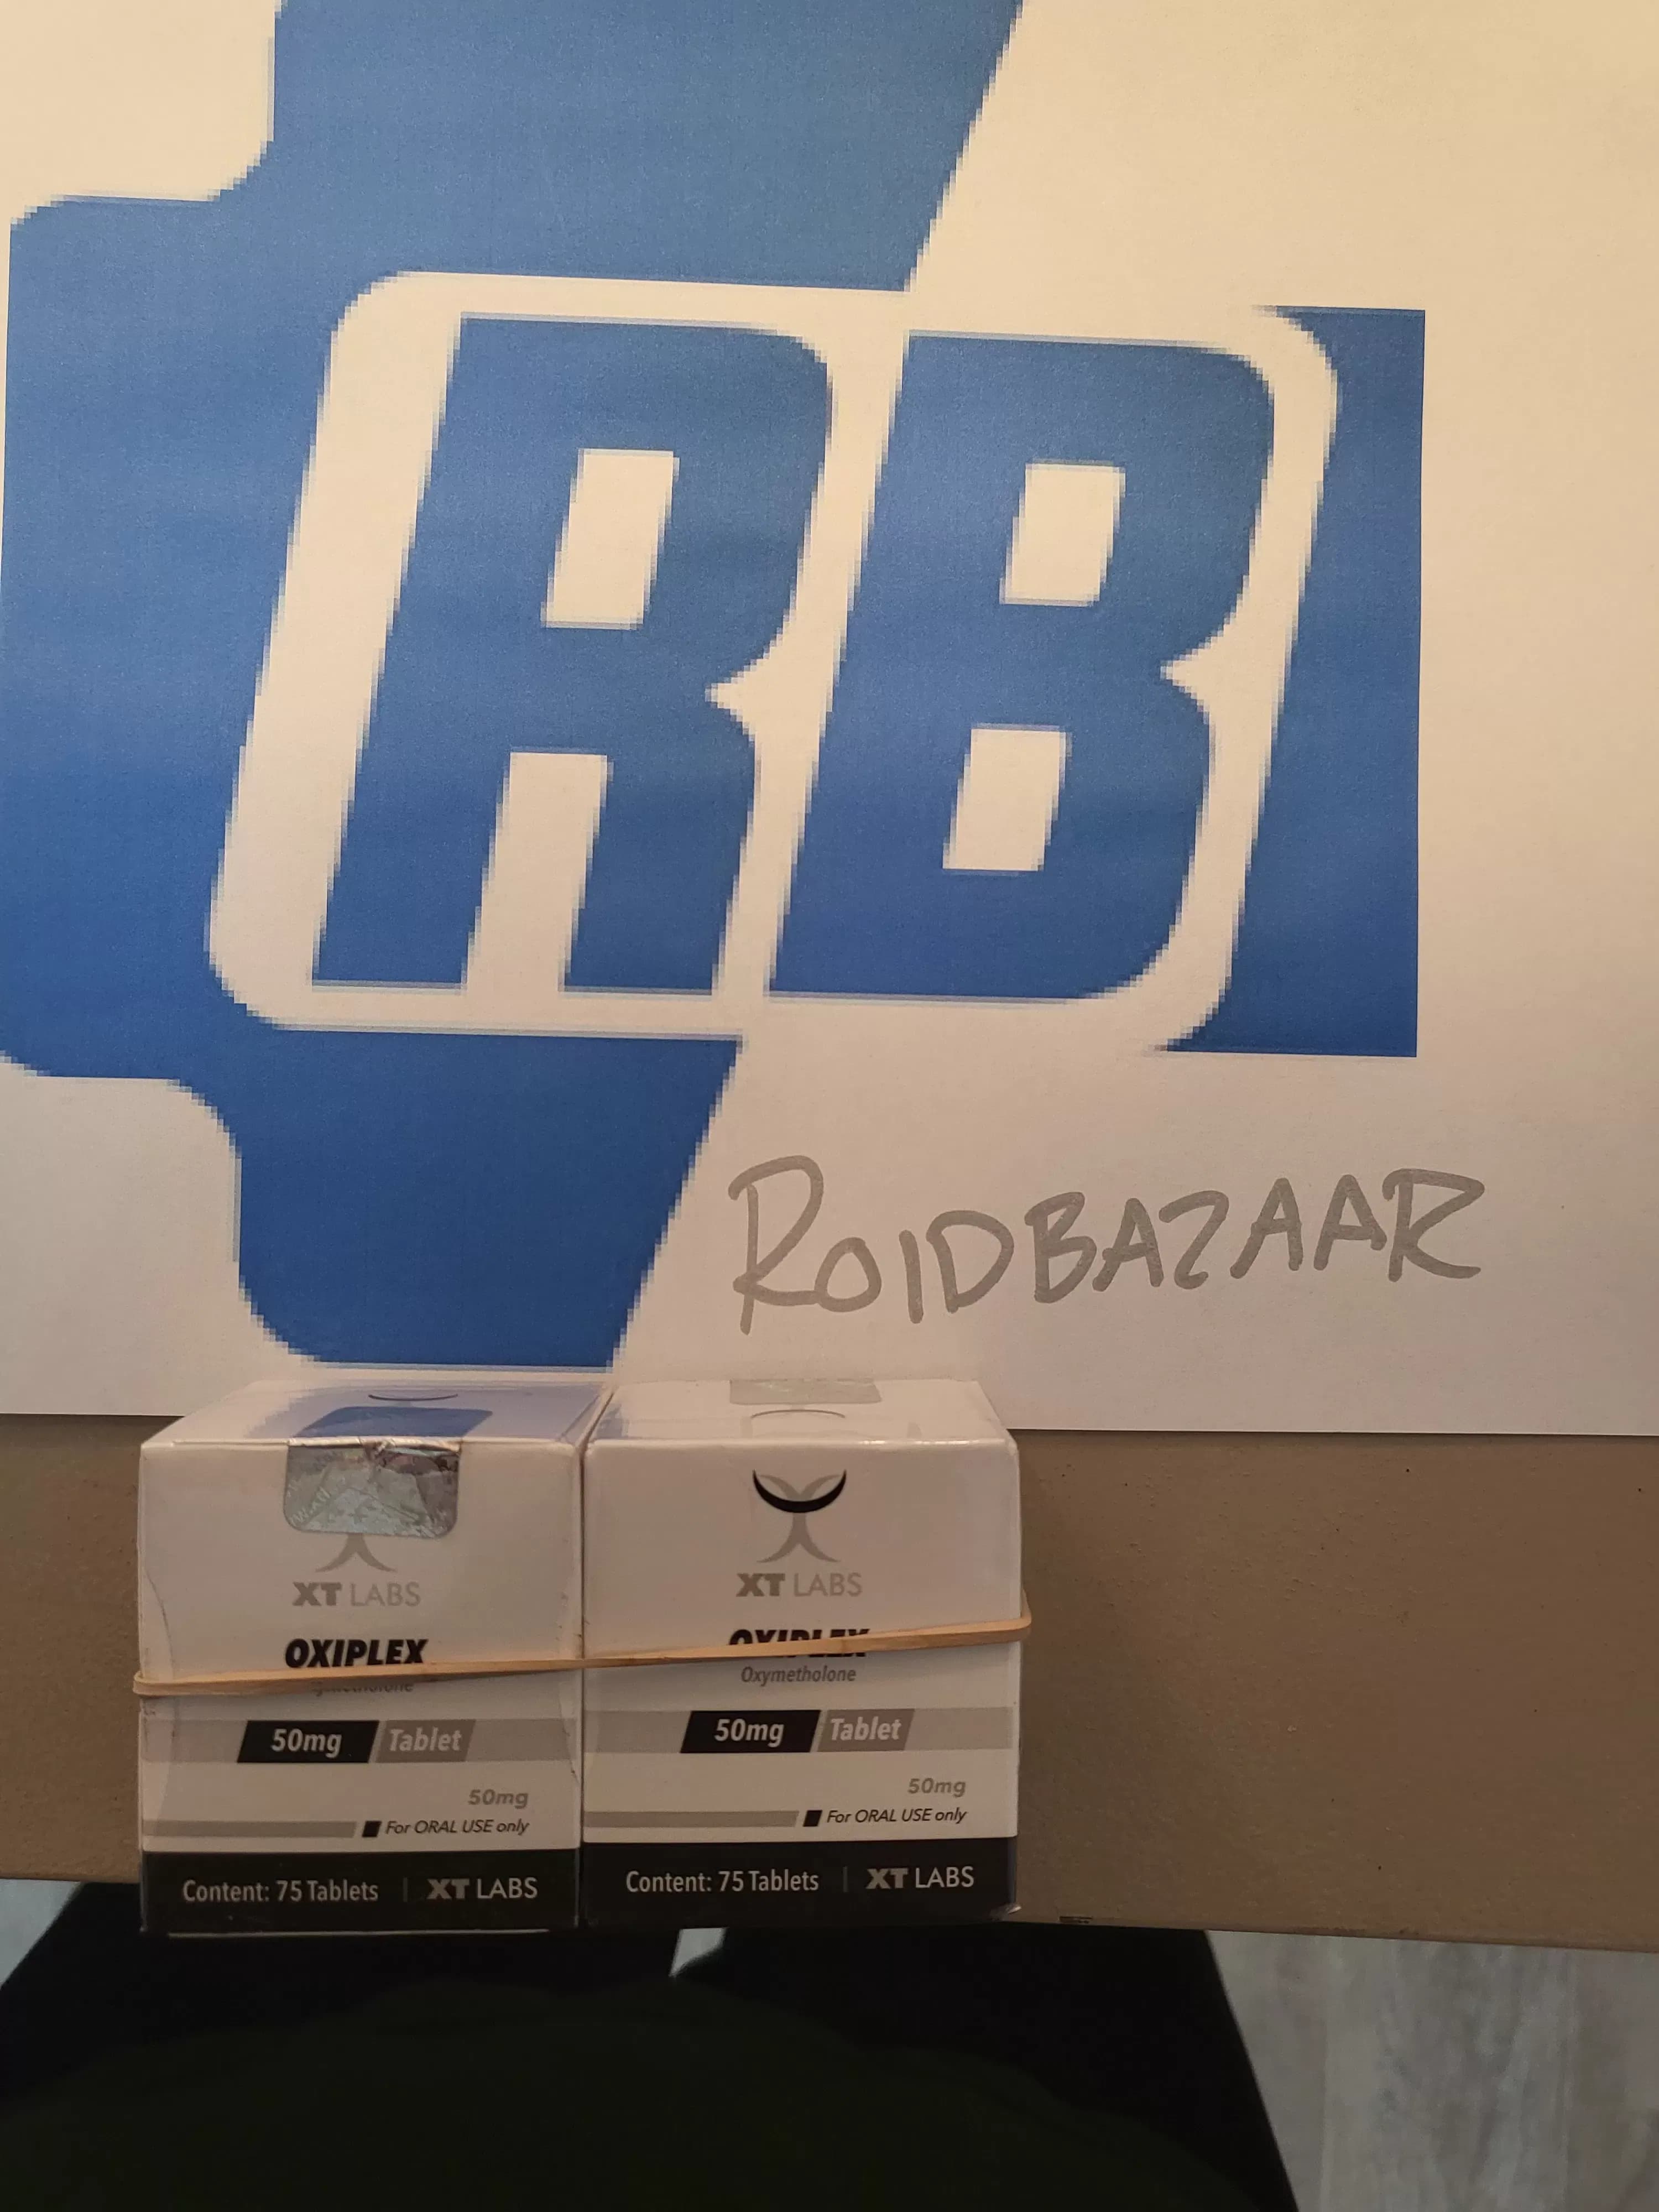 RB
ROIDBAZAAR
XT LABS
OXIPLEX
50mg Tablet
50mg
For ORAL USE only
Content: 75 Tablets | XT LABS
XT LABS
OXIPLEX
Oxymetholone
50mg Tablet
50mg
For ORAL USE only
Content: 75 Tablets | XT LABS